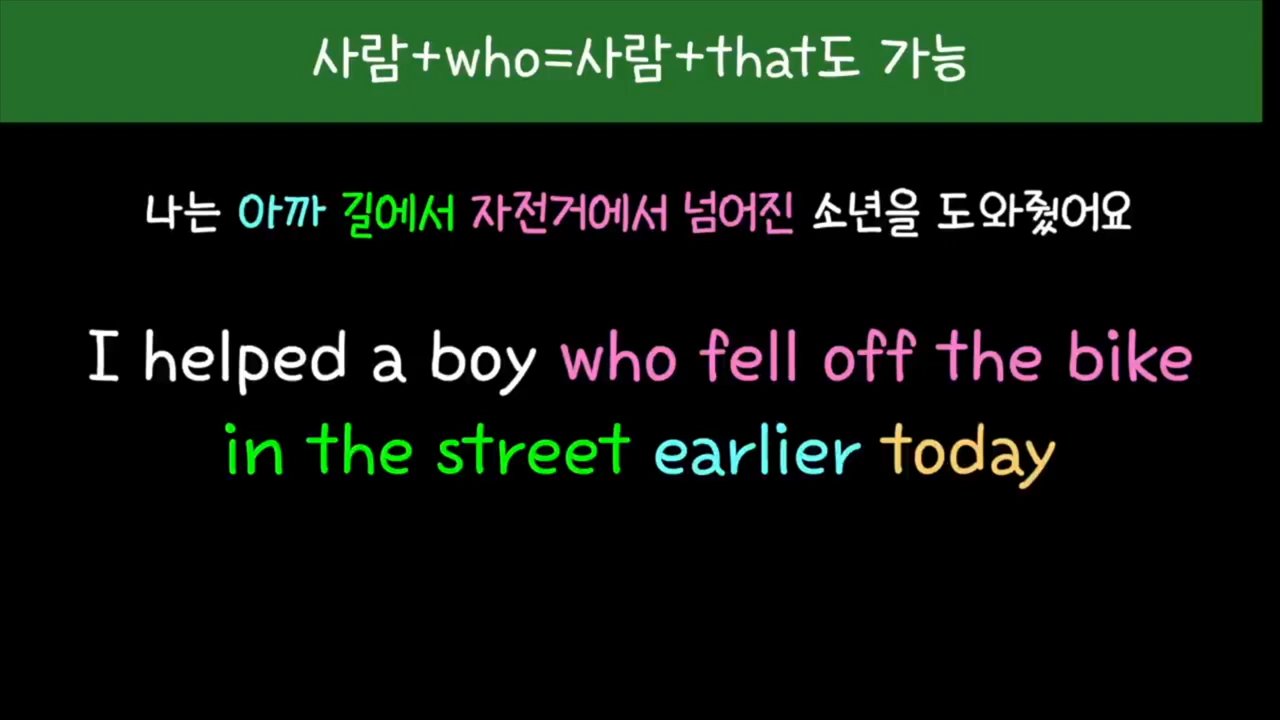 사람+who=사람+that도 가능
나는 아까 길에서 자전거에서 넘어진 소년을 도와줬어요
I helped a boy who fell off the bike
in the street earlier today